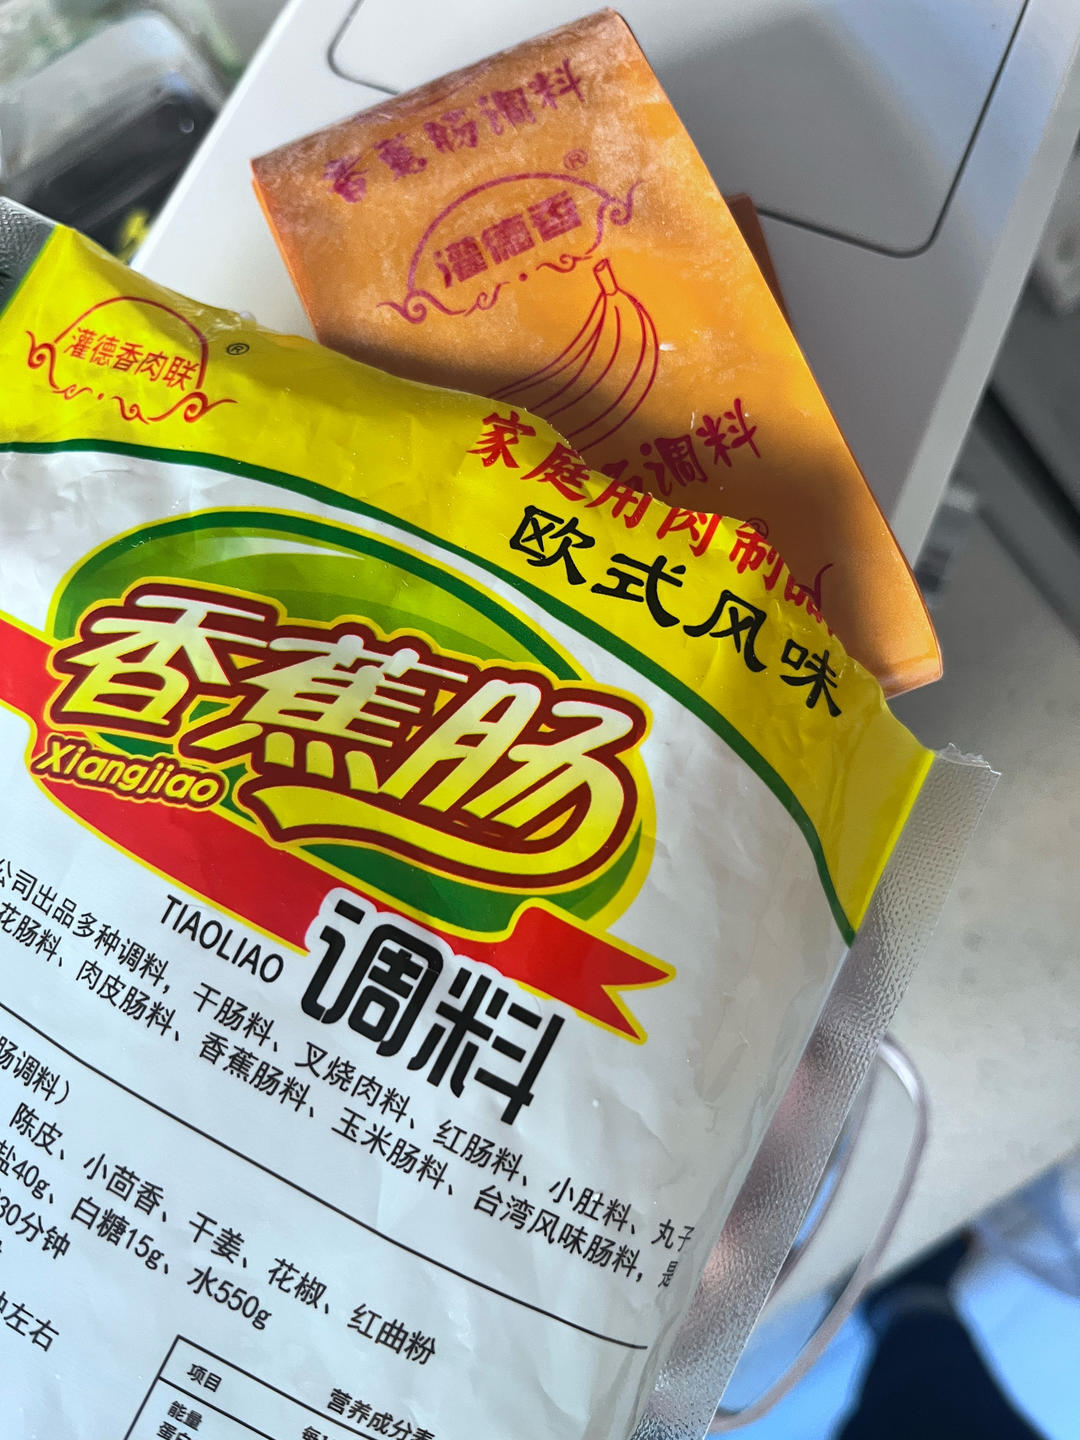 香蕉肠调料
®
灌德香
家庭用调料
®
灌德香肉联
®
家庭用肉制品
欧式风味
香蕉肠
Xiangjiao
TIAOLIAO
调料
公司出品多种调料，干肠料、叉烧肉料、红肠料、小肚料、丸子
花肠料、肉皮肠料、香蕉肠料、玉米肠料、台湾风味肠料，是
肠调料）
陈皮、小茴香、干姜、花椒、红曲粉
盐40g、白糖15g、水550g
30分钟
左右
项目
营养成分表
能量